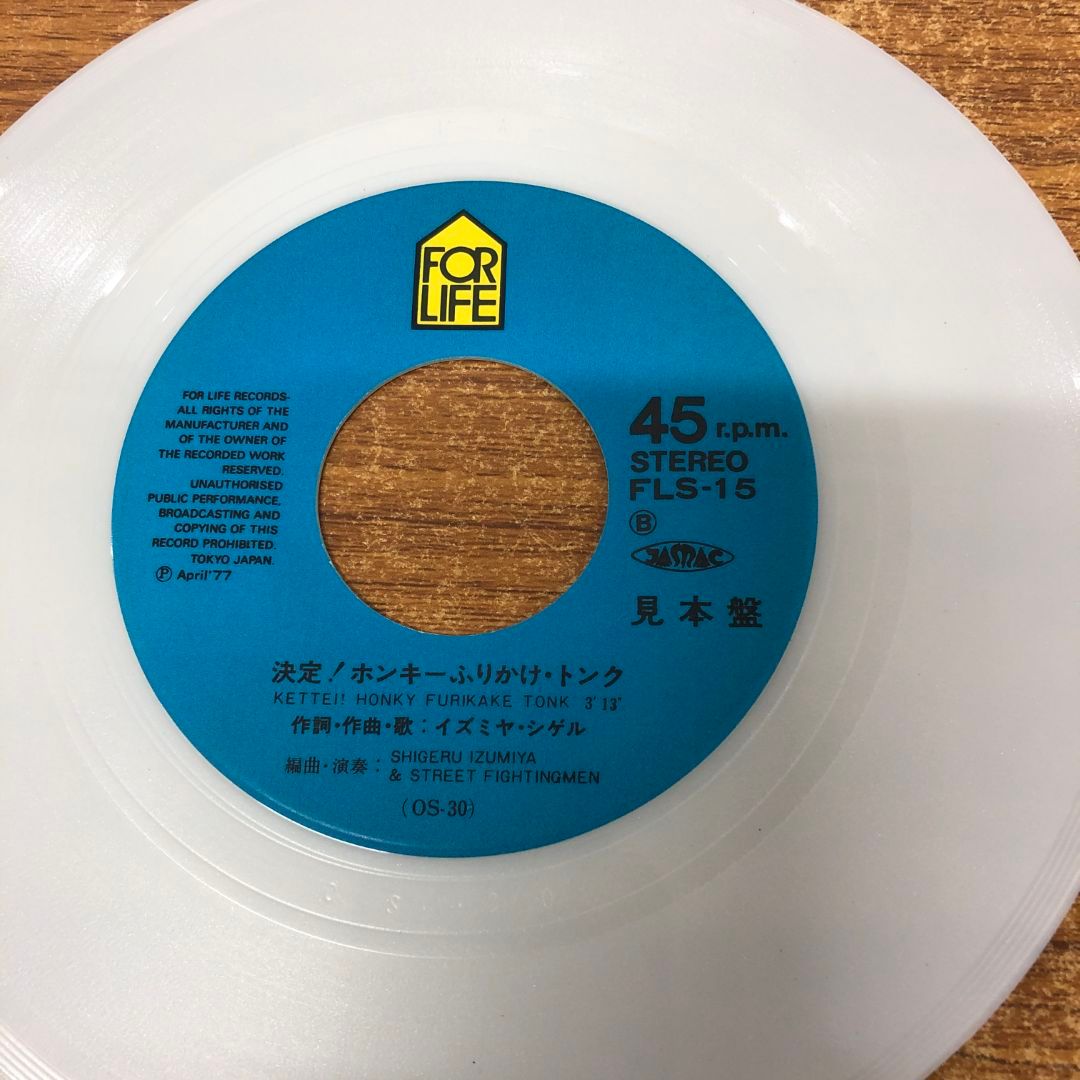 FOR
LIFE
FOR LIFE RECORDS-
ALL RIGHTS OF THE
MANUFACTURER AND
OF THE OWNER OF
THE RECORDED WORK
RESERVED.
UNAUTHORISED
PUBLIC PERFORMANCE,
BROADCASTING AND
COPYING OF THIS
RECORD PROHIBITED.
TOKYO JAPAN.
Ⓟ April'77
45 r.p.m.
STEREO
FLS-15
Ⓑ
JASRAC
見本盤
決定!ホンキーふりかけ・トンク
KETTEI! HONKY FURIKAKE TONK 3'13"
作詞・作曲・歌:イズミヤ・シゲル
編曲・演奏:SHIGERU IZUMIYA
& STREET FIGHTINGMEN
(OS-30)